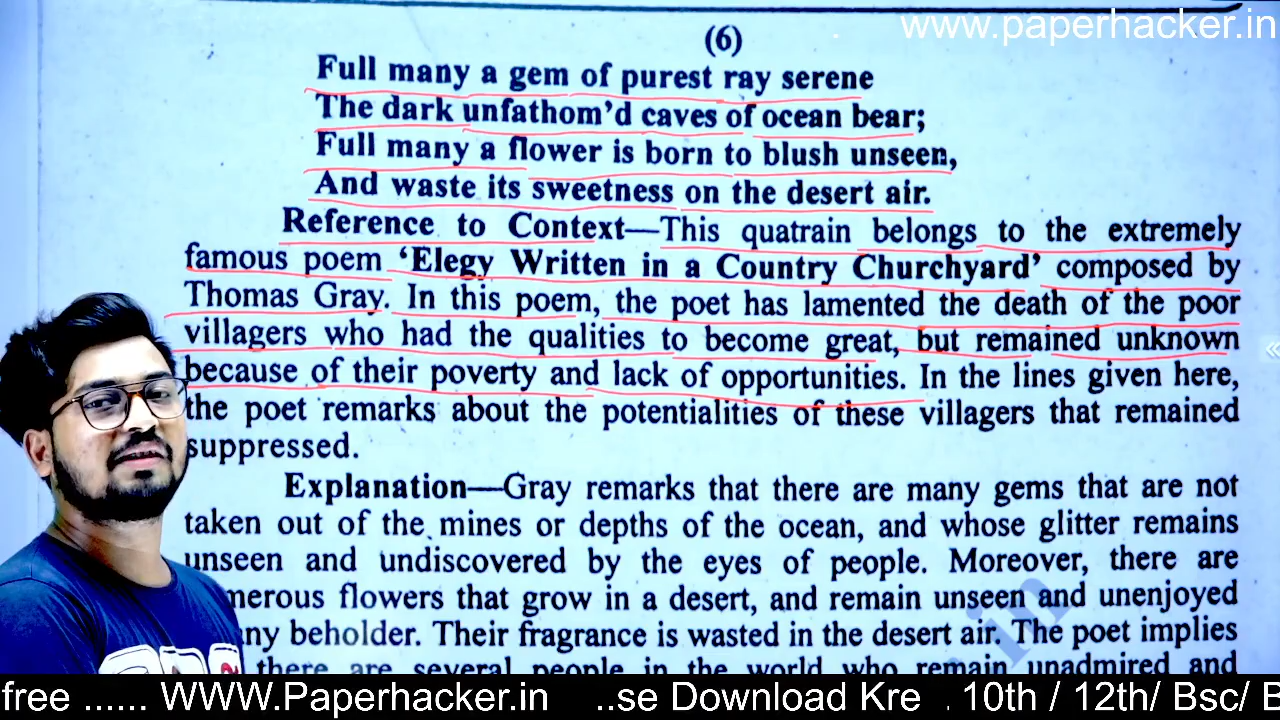 www.paperhacker.in
(6)
Full many a gem of purest ray serene
The dark unfathom'd caves of ocean bear;
Full many a flower is born to blush unseen,
And waste its sweetness on the desert air.
Reference to Context—This quatrain belongs to the extremely
famous poem 'Elegy Written in a Country Churchyard' composed by
Thomas Gray. In this poem, the poet has lamented the death of the poor
villagers who had the qualities to become great, but remained unknown
because of their poverty and lack of opportunities. In the lines given here,
the poet remarks about the potentialities of these villagers that remained
suppressed.
Explanation—Gray remarks that there are many gems that are not
taken out of the mines or depths of the ocean, and whose glitter remains
unseen and undiscovered by the eyes of people. Moreover, there are
merous flowers that grow in a desert, and remain unseen and unenjoyed
ny beholder. Their fragrance is wasted in the desert air. The poet implies
there are several people in the world who remain unadmired and
free ...... WWW.Paperhacker.in ..se Download Kre . 10th / 12th/ Bsc/ B